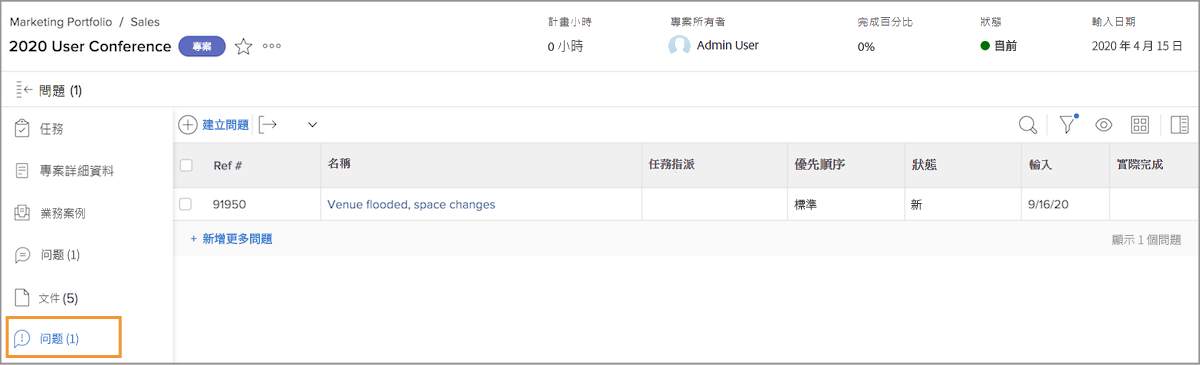 Marketing Portfolio / Sales
2020 User Conference 專案
計畫小時
0 小時
專案所有者
Admin User
完成百分比
0%
狀態
當前
輸入日期
2020 年 4 月 15 日
問題 (1)
任務
專案詳細資料
業務案例
问题 (1)
文件 (5)
问题 (1)
建立問題
Ref # 名稱 任務指派 優先順序 狀態 輸入 實際完成
91950 Venue flooded, space changes 標準 新 9/16/20
+ 新增更多問題
顯示 1 個問題